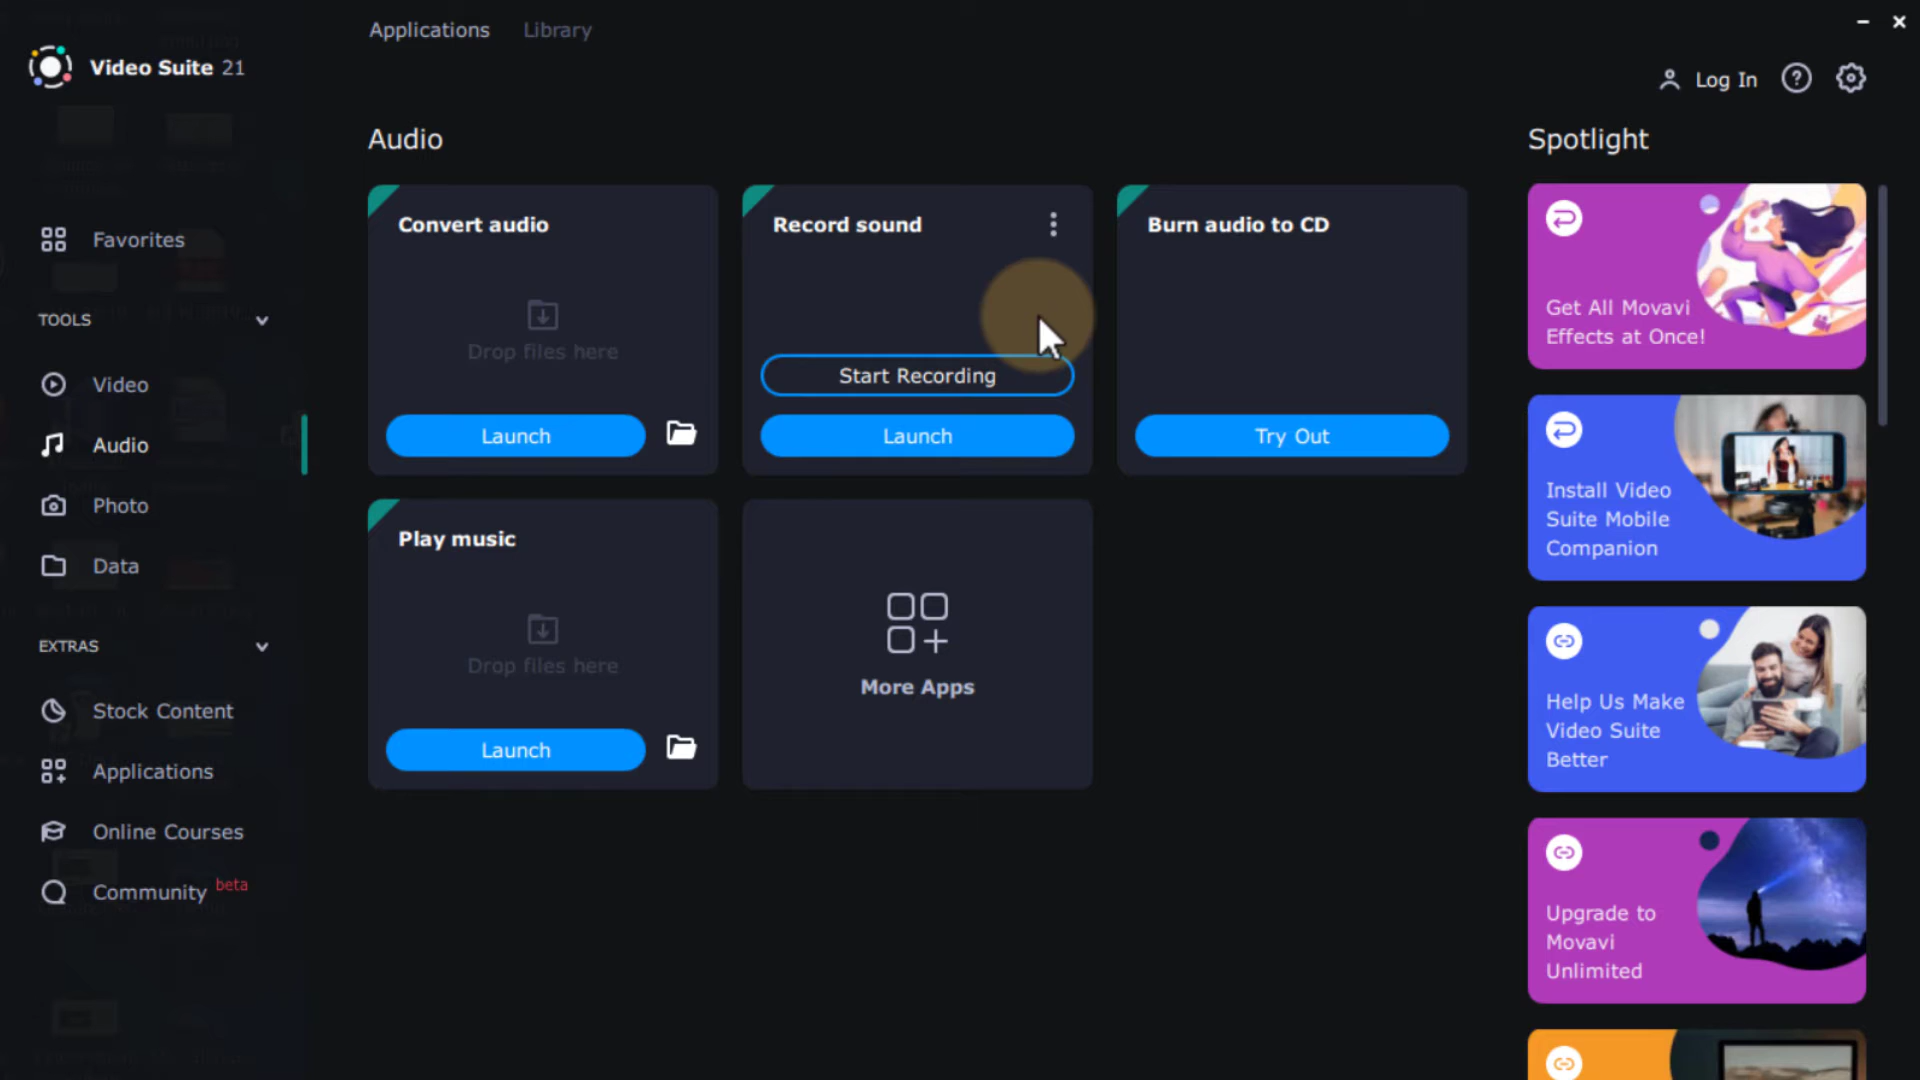 Applications
Library
Video Suite 21
Log In
Favorites
TOOLS
Video
Audio
Photo
Data
EXTRAS
Stock Content
Applications
Online Courses
Community beta
Audio
Convert audio
Drop files here
Launch
Record sound
Start Recording
Launch
Burn audio to CD
Try Out
Play music
Drop files here
Launch
More Apps
Spotlight
Get All Movavi
Effects at Once!
Install Video
Suite Mobile
Companion
Help Us Make
Video Suite
Better
Upgrade to
Movavi
Unlimited